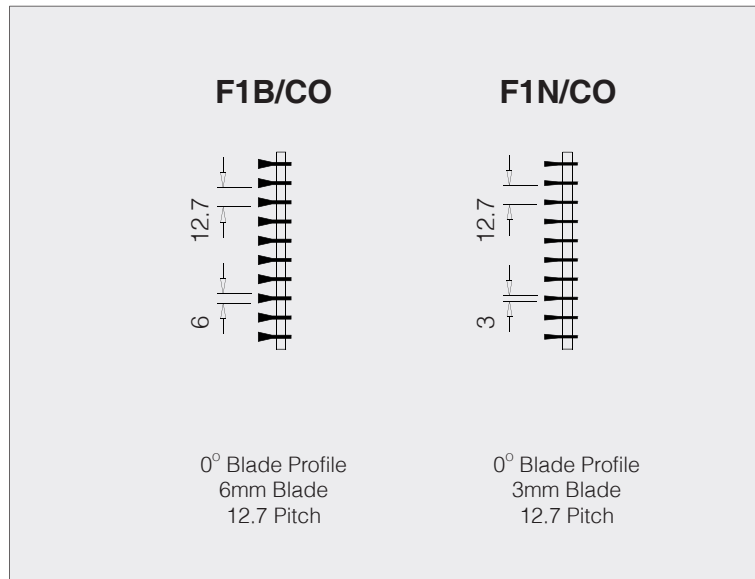 F1B/CO
F1N/CO
12.7
6
12.7
3
0° Blade Profile
6mm Blade
12.7 Pitch
0° Blade Profile
3mm Blade
12.7 Pitch